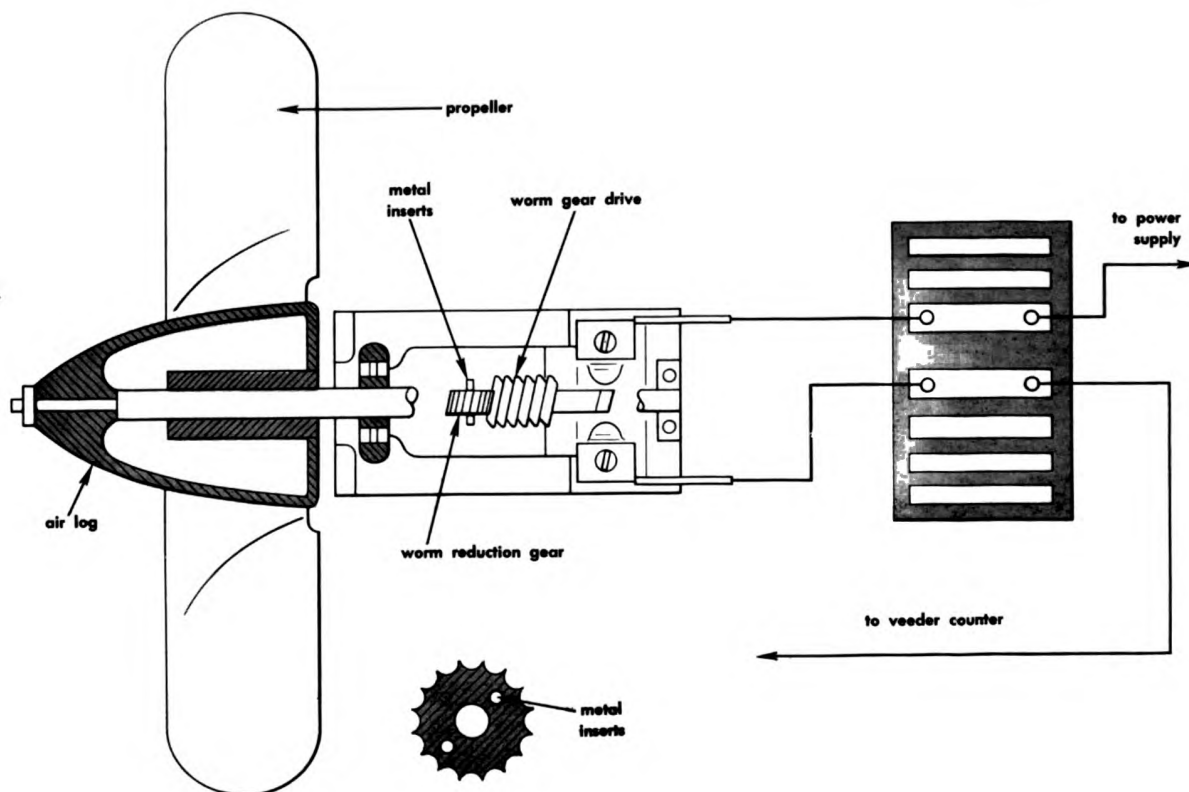 propeller
metal
inserts
worm gear drive
to power
supply
air log
worm reduction gear
to veeder counter
metal
inserts